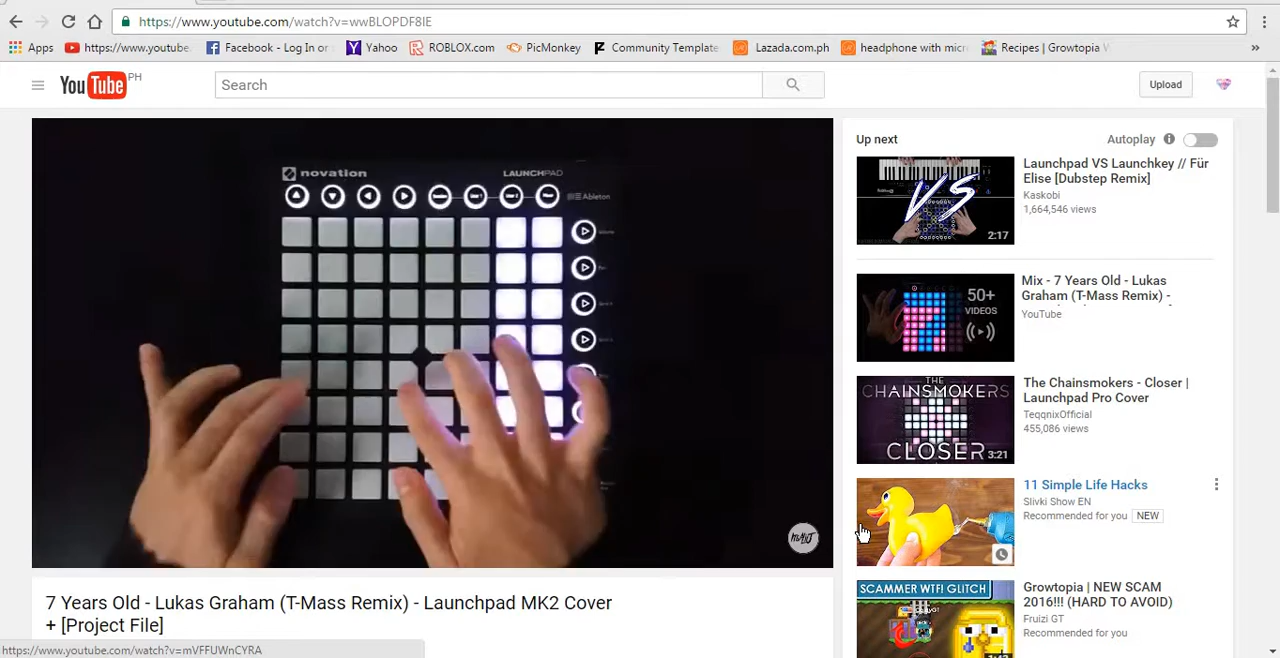 https://www.youtube.com/watch?v=wwBLOPDF8IE
Apps https://www.youtube. Facebook - Log In or Yahoo ROBLOX.com PicMonkey Community Template Lazada.com.ph headphone with micr Recipes | Growtopia W »
YouTube PH
Search
Upload
novation LAUNCHPAD
Ableton
User 1 User 2
Up next
Autoplay
Launchpad VS Launchkey // Für
Elise [Dubstep Remix]
Kaskobi
1,664,546 views
VS
2:17
Mix - 7 Years Old - Lukas
Graham (T-Mass Remix) -
YouTube
50+
VIDEOS
The Chainsmokers - Closer |
Launchpad Pro Cover
TeqqnixOfficial
455,086 views
THE
CHAINSMOKERS
CLOSER
3:21
11 Simple Life Hacks
Slivki Show EN
Recommended for you NEW
SCAMMER WTF! GLITCH
Growtopia | NEW SCAM
2016!!! (HARD TO AVOID)
Fruizi GT
Recommended for you
7 Years Old - Lukas Graham (T-Mass Remix) - Launchpad MK2 Cover
+ [Project File]
https://www.youtube.com/watch?v=mVFFUWnCYRA